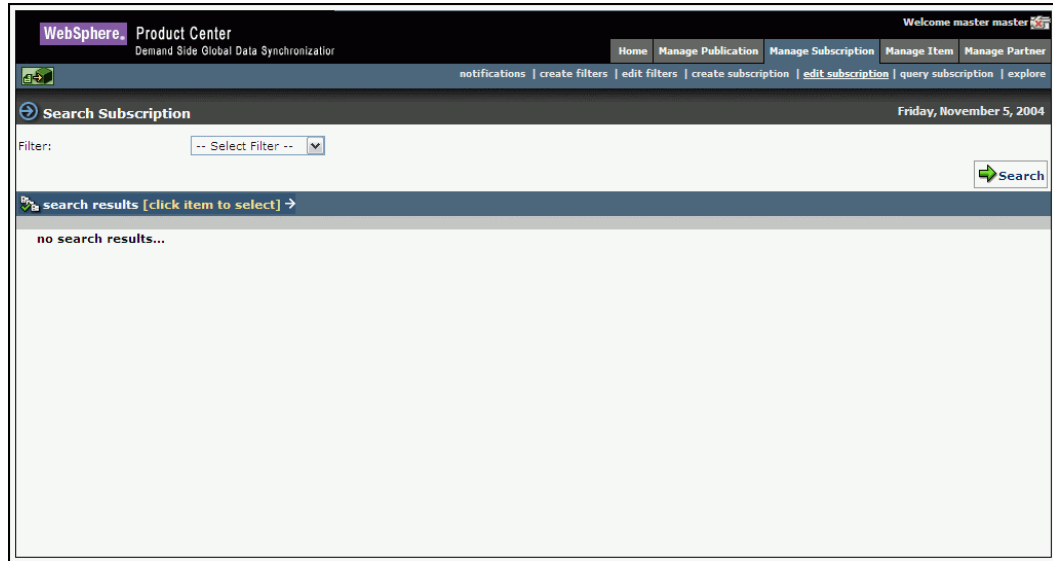 Welcome master master
WebSphere. Product Center
Demand Side Global Data Synchronization
Home Manage Publication Manage Subscription Manage Item Manage Partner
notifications | create filters | edit filters | create subscription | edit subscription | query subscription | explore
Search Subscription Friday, November 5, 2004
Filter: -- Select Filter --
Search
search results [click item to select]
no search results...